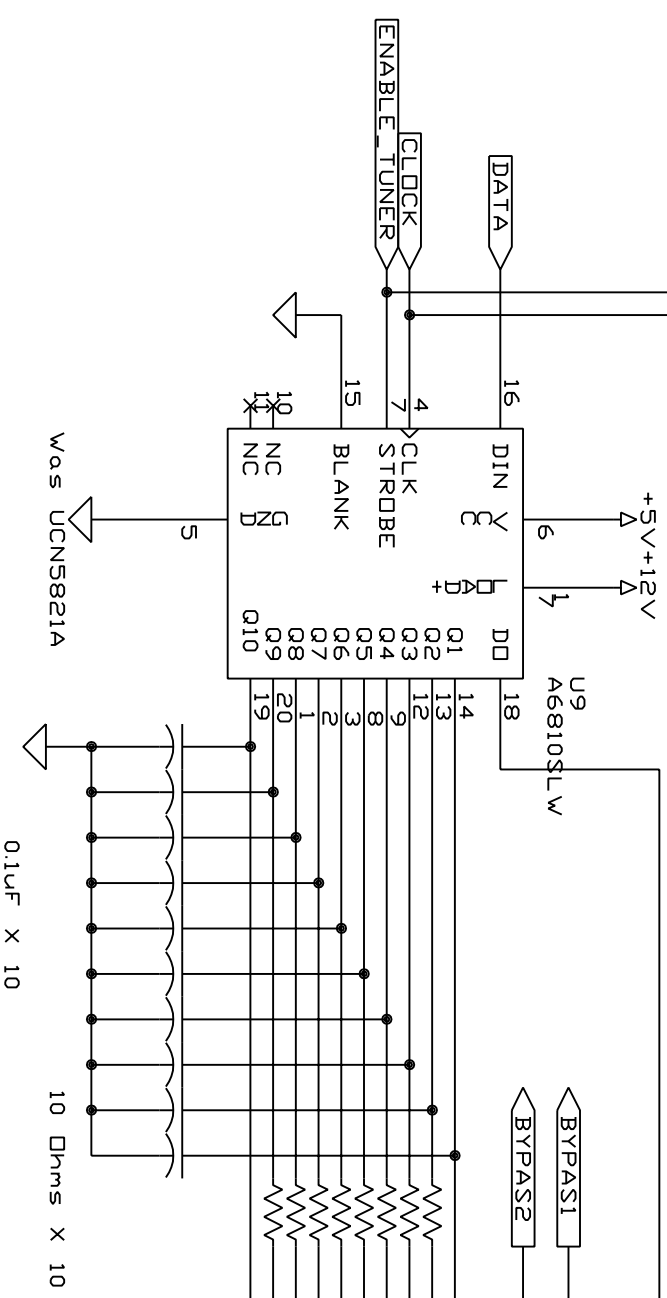 ENABLE_TUNER
CLOCK
DATA
15
7
4
16
11
10
NC
NC
BLANK
STROBE
CLK
DIN
GND
VCC
LOAD+
5
6
17
+5V
+12V
Was UCN5821A
Q10
Q9
Q8
Q7
Q6
Q5
Q4
Q3
Q2
Q1
DO
19
20
1
2
3
8
9
12
13
14
18
U9
A6810SLW
0.1uF X 10
10 Ohms X 10
BYPAS2
BYPAS1